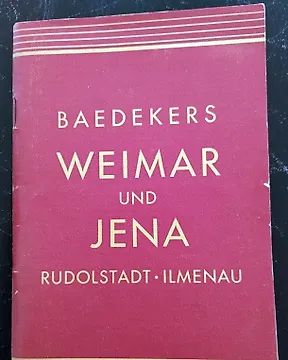 BAEDEKERS
WEIMAR
UND
JENA
RUDOLSTADT · ILMENAU